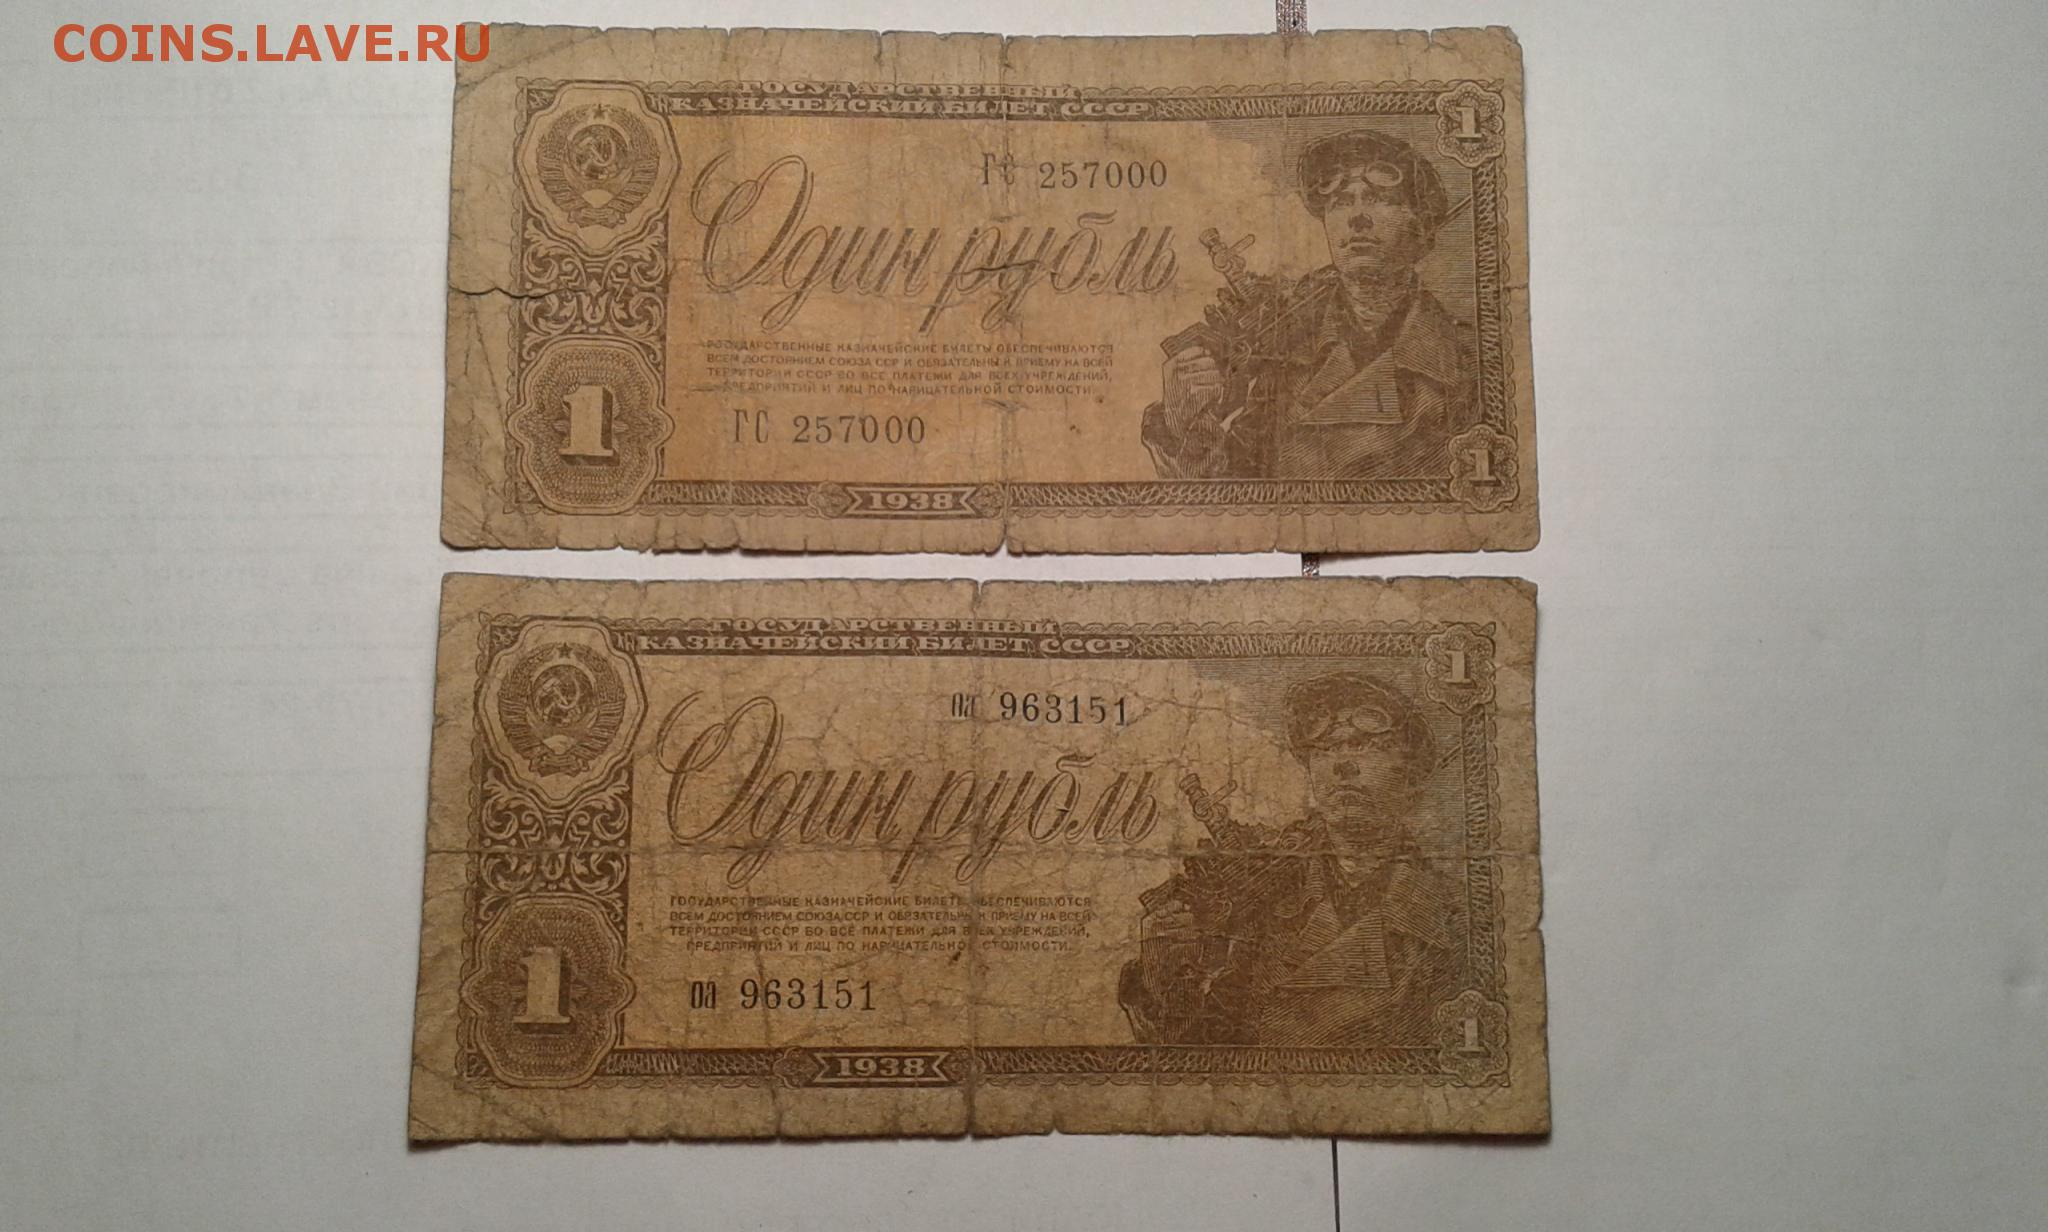 COINS.LAVE.RU
ГОСУДАРСТВЕННЫЙ
КАЗНАЧЕЙСКИЙ БИЛЕТ СССР
1
ГС 257000
Один рубль
ГОСУДАРСТВЕННЫЕ КАЗНАЧЕЙСКИЕ БИЛЕТЫ ОБЕСПЕЧИВАЮТСЯ
ВСЕМ ДОСТОЯНИЕМ СОЮЗА ССР И ОБЯЗАТЕЛЬНЫ К ПРИЕМУ НА ВСЕЙ
ТЕРРИТОРИИ СССР ВО ВСЕ ПЛАТЕЖИ ДЛЯ ВСЕХ УЧРЕЖДЕНИЙ,
ПРЕДПРИЯТИЙ И ЛИЦ ПО НАРИЦАТЕЛЬНОЙ СТОИМОСТИ.
1
ГС 257000
1
1938
ГОСУДАРСТВЕННЫЙ
КАЗНАЧЕЙСКИЙ БИЛЕТ СССР
1
оа 963151
Один рубль
ГОСУДАРСТВЕННЫЕ КАЗНАЧЕЙСКИЕ БИЛЕТЫ ОБЕСПЕЧИВАЮТСЯ
ВСЕМ ДОСТОЯНИЕМ СОЮЗА ССР И ОБЯЗАТЕЛЬНЫ К ПРИЕМУ НА ВСЕЙ
ТЕРРИТОРИИ СССР ВО ВСЕ ПЛАТЕЖИ ДЛЯ ВСЕХ УЧРЕЖДЕНИЙ,
ПРЕДПРИЯТИЙ И ЛИЦ ПО НАРИЦАТЕЛЬНОЙ СТОИМОСТИ.
1
оа 963151
1
1938